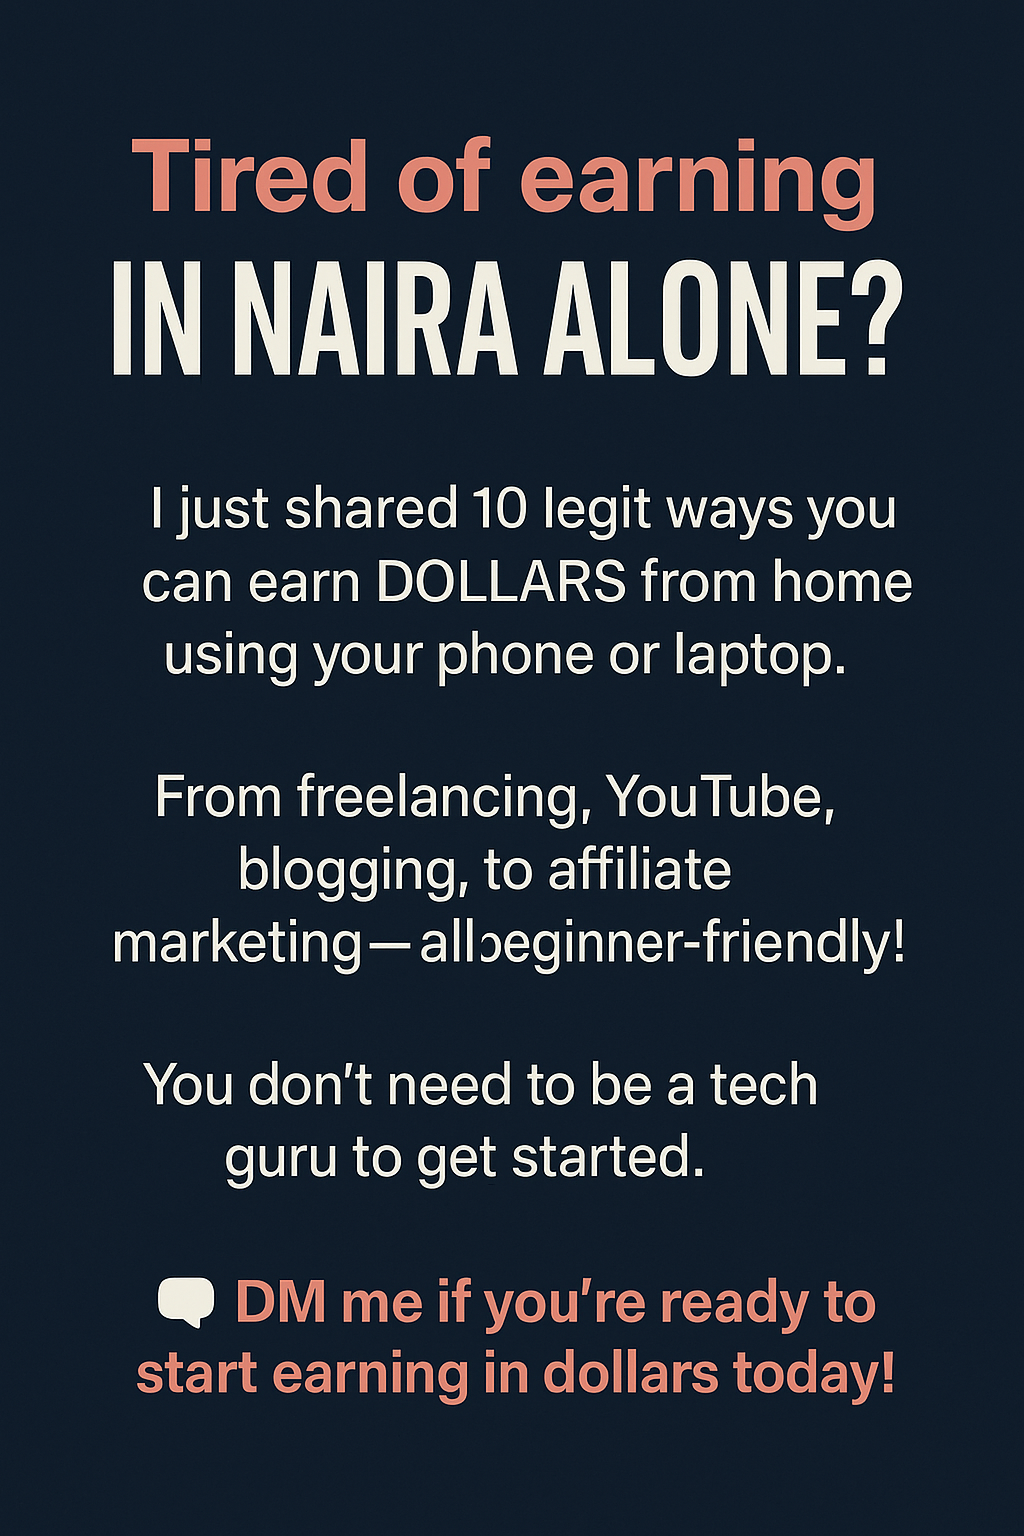 Tired of earning
IN NAIRA ALONE?
I just shared 10 legit ways you
can earn DOLLARS from home
using your phone or laptop.
From freelancing, YouTube,
blogging, to affiliate
marketing—allbeginner-friendly!
You don’t need to be a tech
guru to get started.
DM me if you’re ready to
start earning in dollars today!